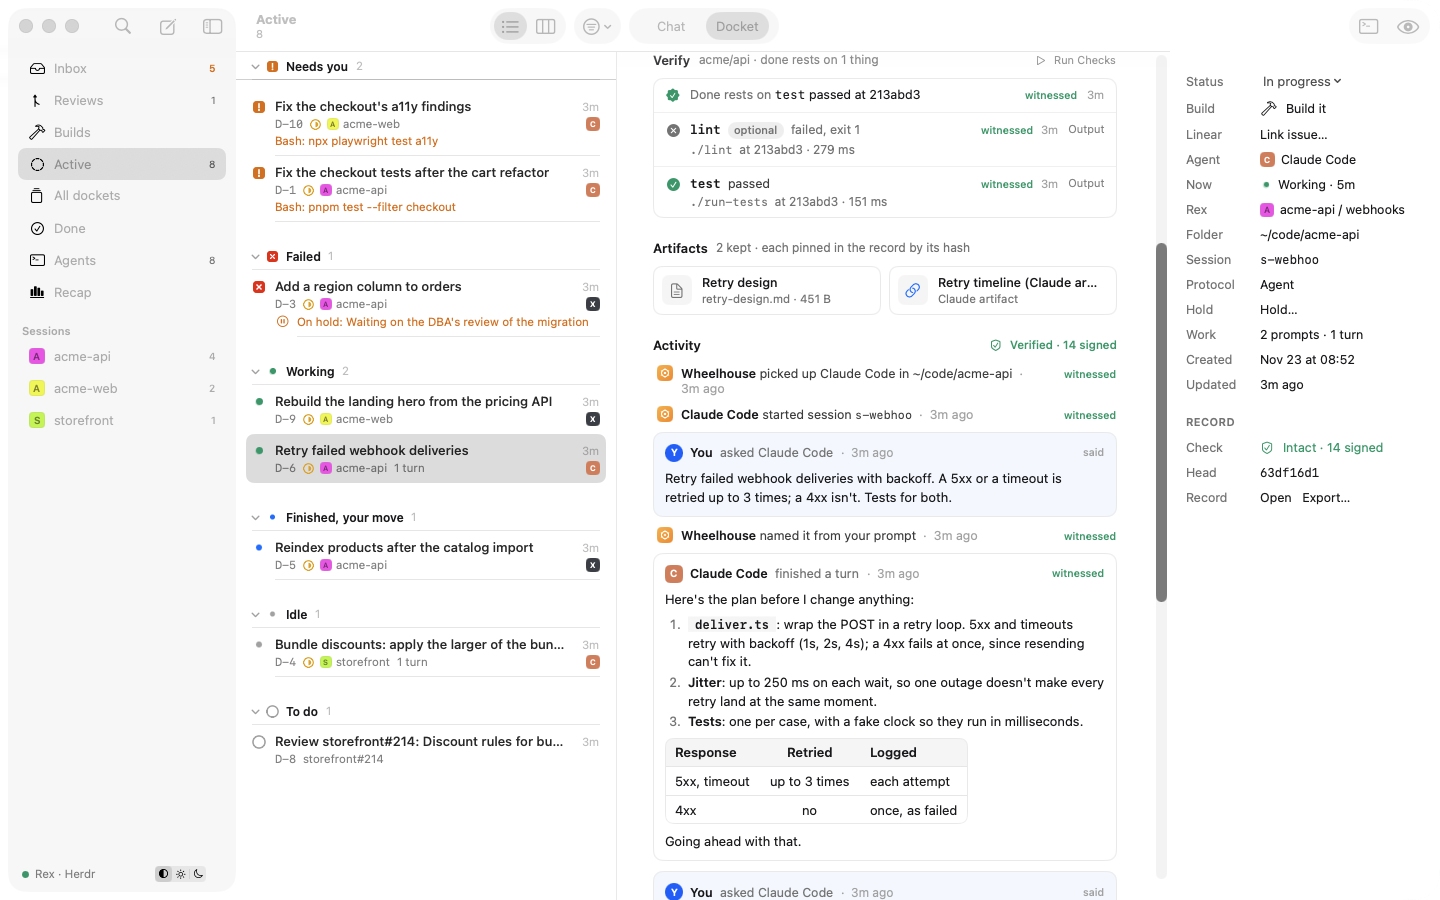 Inbox 5
Reviews 1
Builds
Active 8
All dockets
Done
Agents 8
Recap
Sessions
A acme-api 4
A acme-web 2
S storefront 1
Rex · Herdr
Active
8
Needs you 2
Fix the checkout's a11y findings 3m
D–10 A acme-web C
Bash: npx playwright test a11y
Fix the checkout tests after the cart refactor 3m
D–1 A acme-api C
Bash: pnpm test --filter checkout
Failed 1
Add a region column to orders 3m
D–3 A acme-api X
On hold: Waiting on the DBA's review of the migration
Working 2
Rebuild the landing hero from the pricing API 3m
D–9 A acme-web X
Retry failed webhook deliveries 3m
D–6 A acme-api 1 turn C
Finished, your move 1
Reindex products after the catalog import 3m
D–5 A acme-api X
Idle 1
Bundle discounts: apply the larger of the bun... 3m
D–4 S storefront 1 turn C
To do 1
Review storefront#214: Discount rules for bu... 3m
D–8 storefront#214
Chat Docket
Verify acme/api · done rests on 1 thing Run Checks
Done rests on test passed at 213abd3 witnessed 3m
lint optional failed, exit 1 witnessed 3m Output
./lint at 213abd3 · 279 ms
test passed witnessed 3m Output
./run-tests at 213abd3 · 151 ms
Artifacts 2 kept · each pinned in the record by its hash
Retry design
retry-design.md · 451 B
Retry timeline (Claude ar...
Claude artifact
Activity Verified · 14 signed
Wheelhouse picked up Claude Code in ~/code/acme-api · witnessed
3m ago
Claude Code started session s-webhoo · 3m ago witnessed
Y You asked Claude Code · 3m ago said
Retry failed webhook deliveries with backoff. A 5xx or a timeout is
retried up to 3 times; a 4xx isn't. Tests for both.
Wheelhouse named it from your prompt · 3m ago witnessed
C Claude Code finished a turn · 3m ago witnessed
Here's the plan before I change anything:
1. deliver.ts : wrap the POST in a retry loop. 5xx and timeouts
retry with backoff (1s, 2s, 4s); a 4xx fails at once, since resending
can't fix it.
2. Jitter: up to 250 ms on each wait, so one outage doesn't make every
retry land at the same moment.
3. Tests: one per case, with a fake clock so they run in milliseconds.
Response Retried Logged
5xx, timeout up to 3 times each attempt
4xx no once, as failed
Going ahead with that.
Y You asked Claude Code · 3m ago said
Status In progress
Build Build it
Linear Link issue...
Agent C Claude Code
Now Working · 5m
Rex A acme-api / webhooks
Folder ~/code/acme-api
Session s-webhoo
Protocol Agent
Hold Hold...
Work 2 prompts · 1 turn
Created Nov 23 at 08:52
Updated 3m ago
RECORD
Check Intact · 14 signed
Head 63df16d1
Record Open Export...